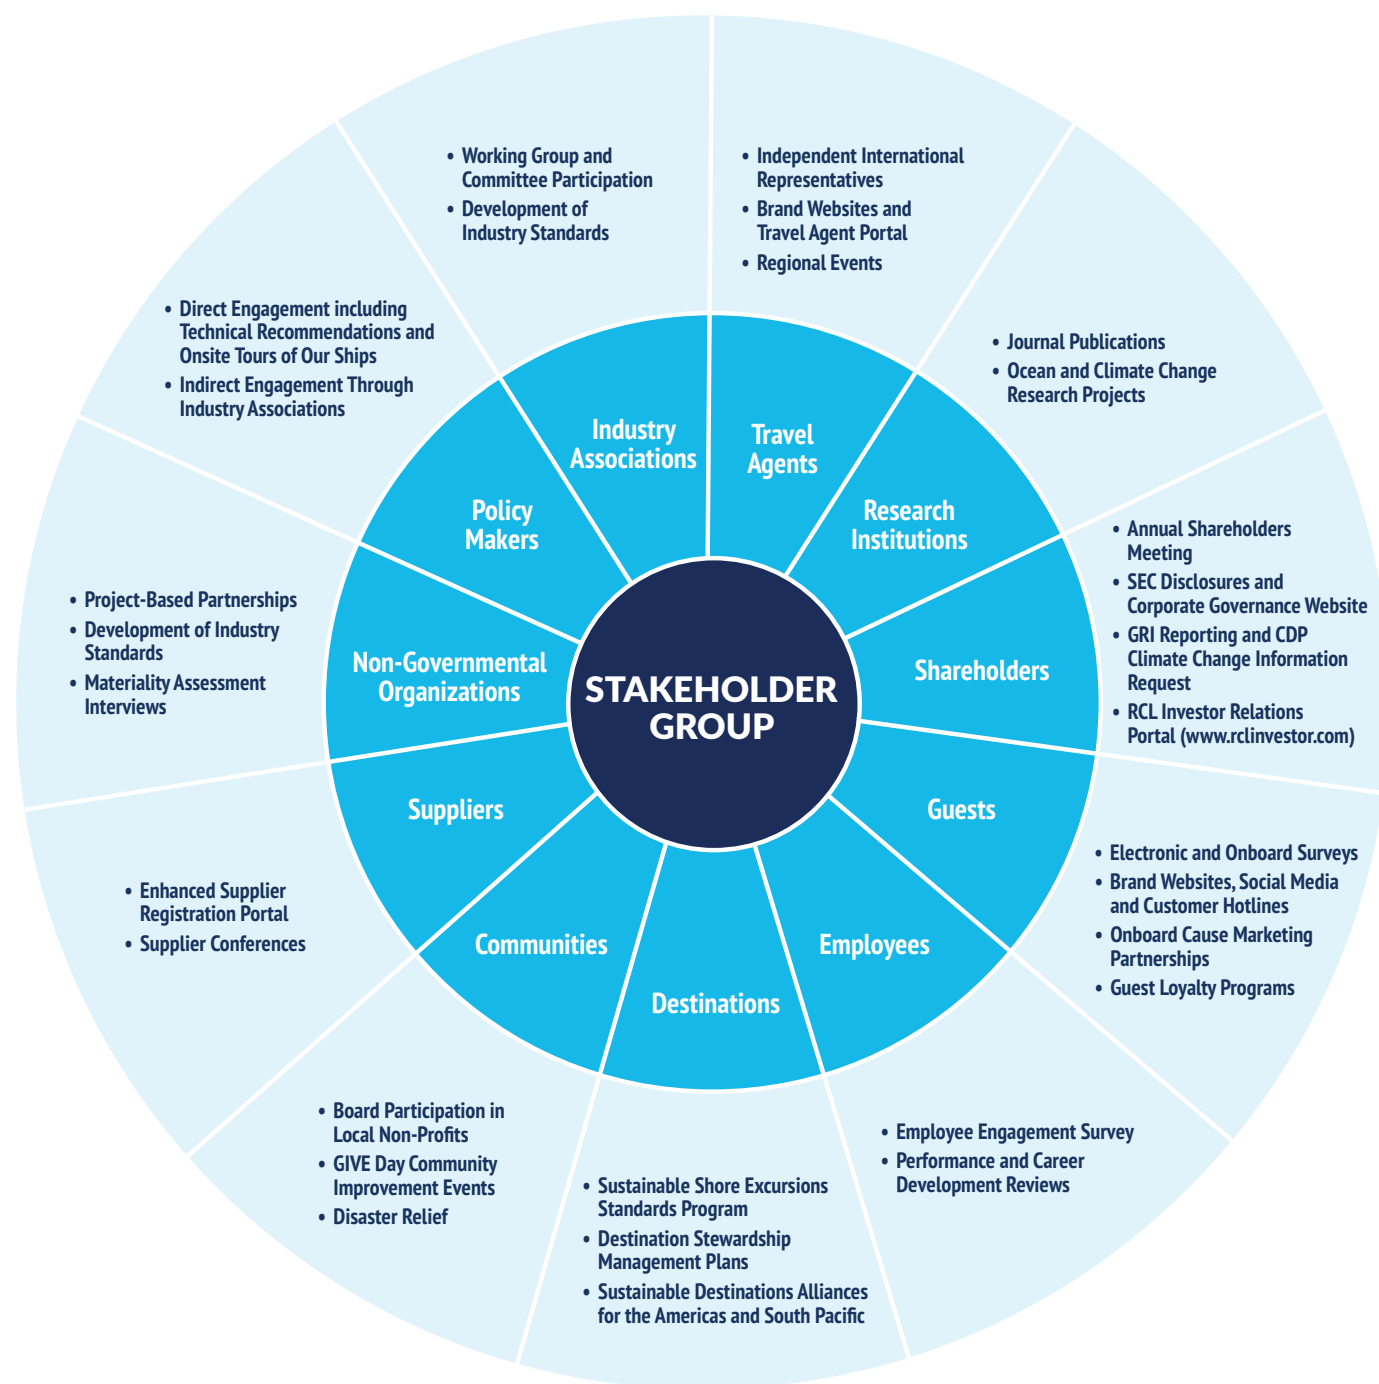 STAKEHOLDER
GROUP
Travel
Agents
• Independent International
Representatives
• Brand Websites and
Travel Agent Portal
• Regional Events
Research
Institutions
• Journal Publications
• Ocean and Climate Change
Research Projects
Shareholders
• Annual Shareholders
Meeting
• SEC Disclosures and
Corporate Governance Website
• GRI Reporting and CDP
Climate Change Information
Request
• RCL Investor Relations
Portal (www.rclinvestor.com)
Guests
• Electronic and Onboard Surveys
• Brand Websites, Social Media
and Customer Hotlines
• Onboard Cause Marketing
Partnerships
• Guest Loyalty Programs
Employees
• Employee Engagement Survey
• Performance and Career
Development Reviews
Destinations
• Sustainable Shore Excursions
Standards Program
• Destination Stewardship
Management Plans
• Sustainable Destinations Alliances
for the Americas and South Pacific
Communities
• Board Participation in
Local Non-Profits
• GIVE Day Community
Improvement Events
• Disaster Relief
Suppliers
• Enhanced Supplier
Registration Portal
• Supplier Conferences
Non-Governmental
Organizations
• Project-Based Partnerships
• Development of Industry
Standards
• Materiality Assessment
Interviews
Policy
Makers
• Direct Engagement including
Technical Recommendations and
Onsite Tours of Our Ships
• Indirect Engagement Through
Industry Associations
Industry
Associations
• Working Group and
Committee Participation
• Development of
Industry Standards